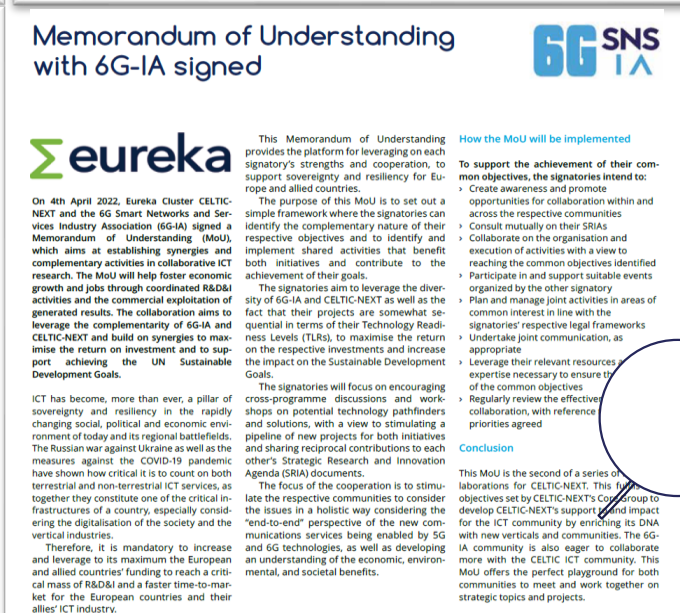 Memorandum of Understanding
with 6G-IA signed
6G SNS
IA
eureka
On 4th April 2022, Eureka Cluster CELTIC-
NEXT and the 6G Smart Networks and Ser-
vices Industry Association (6G-IA) signed a
Memorandum of Understanding (MoU),
which aims at establishing synergies and
complementary activities in collaborative ICT
research. The MoU will help foster economic
growth and jobs through coordinated R&D&I
activities and the commercial exploitation of
generated results. The collaboration aims to
leverage the complementarity of 6G-IA and
CELTIC-NEXT and build on synergies to max-
imise the return on investment and to sup-
port achieving the UN Sustainable
Development Goals.
ICT has become, more than ever, a pillar of
sovereignty and resiliency in the rapidly
changing social, political and economic envi-
ronment of today and its regional battlefields.
The Russian war against Ukraine as well as the
measures against the COVID-19 pandemic
have shown how critical it is to count on both
terrestrial and non-terrestrial ICT services, as
together they constitute one of the critical in-
frastructures of a country, especially consid-
ering the digitalisation of the society and the
vertical industries.
Therefore, it is mandatory to increase
and leverage to its maximum the European
and allied countries' funding to reach a criti-
cal mass of R&D&I and a faster time-to-mar-
ket for the European countries and their
allies' ICT industry.
This Memorandum of Understanding
provides the platform for leveraging on each
signatory's strengths and cooperation, to
support sovereignty and resiliency for Eu-
rope and allied countries.
The purpose of this MoU is to set out a
simple framework where the signatories can
identify the complementary nature of their
respective objectives and to identify and
implement shared activities that benefit
both initiatives and contribute to the
achievement of their goals.
The signatories aim to leverage the diver-
sity of 6G-IA and CELTIC-NEXT as well as the
fact that their projects are somewhat se-
quential in terms of their Technology Readi-
ness Levels (TLRs), to maximise the return
on the respective investments and increase
the impact on the Sustainable Development
Goals.
The signatories will focus on encouraging
cross-programme discussions and work-
shops on potential technology pathfinders
and solutions, with a view to stimulating a
pipeline of new projects for both initiatives
and sharing reciprocal contributions to each
other's Strategic Research and Innovation
Agenda (SRIA) documents.
The focus of the cooperation is to stimu-
late the respective communities to consider
the issues in a holistic way considering the
"end-to-end" perspective of the new com-
munications services being enabled by 5G
and 6G technologies, as well as developing
an understanding of the economic, environ-
mental, and societal benefits.
How the MoU will be implemented
To support the achievement of their com-
mon objectives, the signatories intend to:
› Create awareness and promote
opportunities for collaboration within and
across the respective communities
› Consult mutually on their SRIAs
› Collaborate on the organisation and
execution of activities with a view to
reaching the common objectives identified
› Participate in and support suitable events
organized by the other signatory
› Plan and manage joint activities in areas of
common interest in line with the
signatories' respective legal frameworks
› Undertake joint communication, as
appropriate
› Leverage their relevant resources
expertise necessary to ensure
of the common objectives
› Regularly review the
collaboration, with reference
priorities agreed
Conclusion
This MoU is the second of a series of
laborations for CELTIC-NEXT. This
objectives set by CELTIC-NEXT's Group to
develop CELTIC-NEXT's support and impact
for the ICT community by enriching its DNA
with new verticals and communities. The 6G-
IA community is also eager to collaborate
more with the CELTIC ICT community. This
MoU offers the perfect playground for both
communities to meet and work together on
strategic topics and projects.